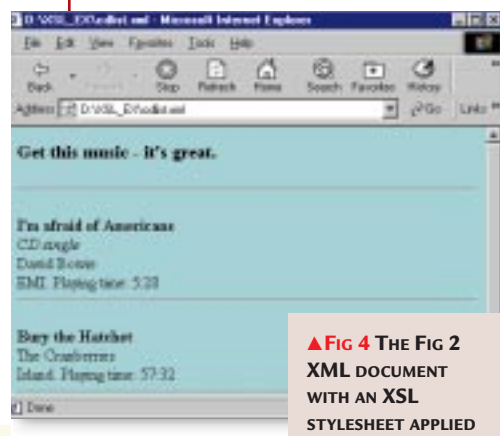 D:\XSL_EX\cdlist.xml - Microsoft Internet Explorer
File Edit View Favorites Tools Help
Back Forward Stop Refresh Home Search Favorites History
Address D:\XSL_EX\cdlist.xml Go Links »
Get this music - it's great.
I'm afraid of Americans
CD single
David Bowie
EMI. Playing time: 5:20
Bury the Hatchet
The Cranberries
Island. Playing time: 57:32
Done
▲FIG 4 THE FIG 2
XML DOCUMENT
WITH AN XSL
STYLESHEET APPLIED